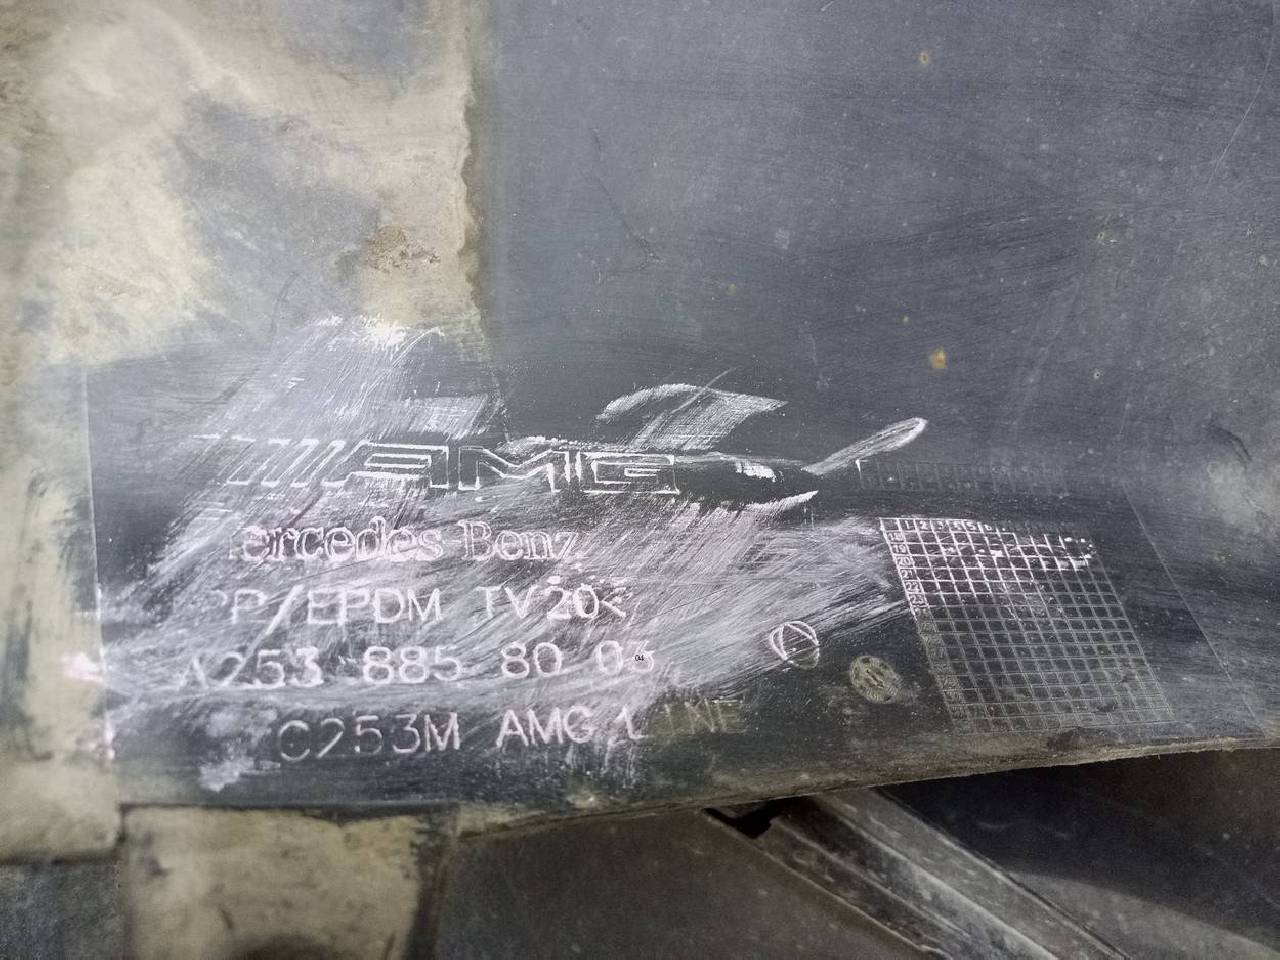 AMG
Mercedes-Benz
PP/EPDM TV20<
A253 885 80 03
C253M AMG LINE